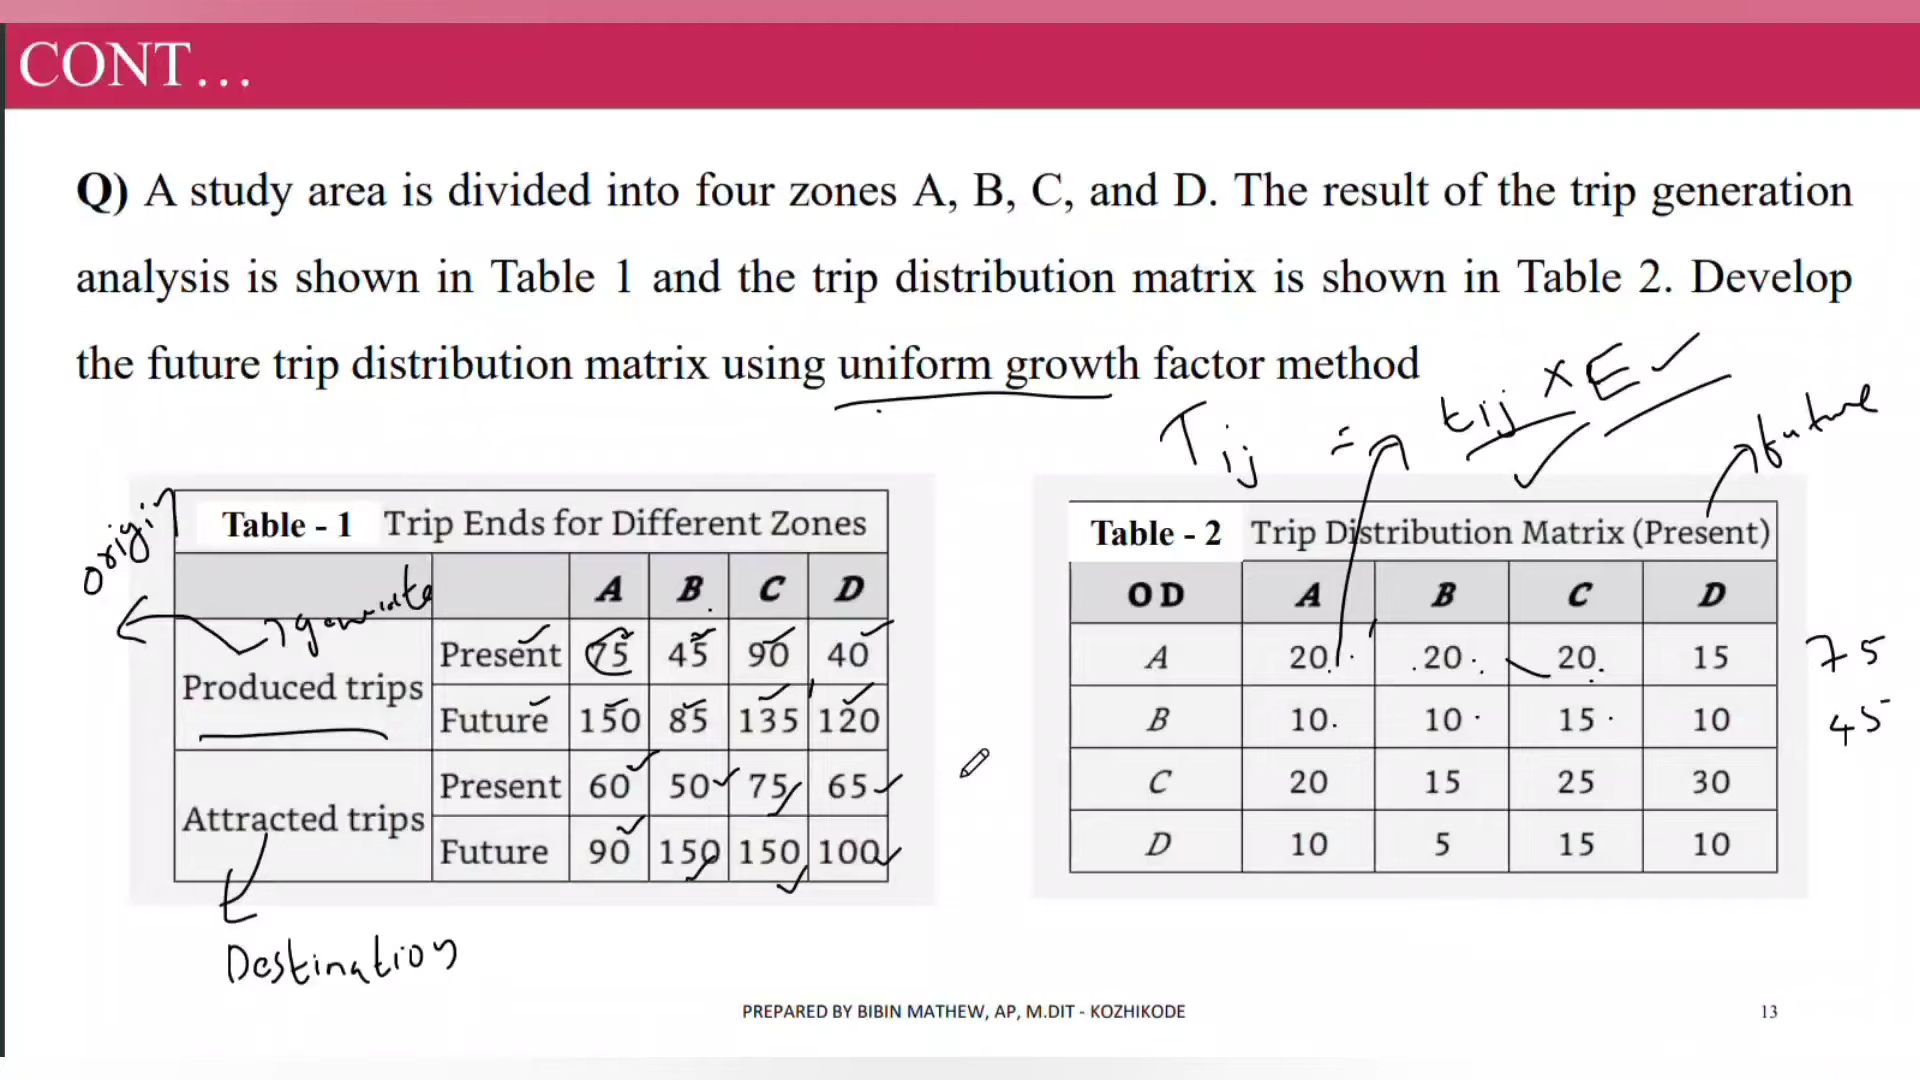 CONT…
Q) A study area is divided into four zones A, B, C, and D. The result of the trip generation
analysis is shown in Table 1 and the trip distribution matrix is shown in Table 2. Develop
the future trip distribution matrix using uniform growth factor method
Tij = tij × E
future
origin
generate
Table - 1 Trip Ends for Different Zones
A B C D
Produced trips
Present 75 45 90 40
Future 150 85 135 120
Attracted trips
Present 60 50 75 65
Future 90 150 150 100
Destination
Table - 2 Trip Distribution Matrix (Present)
O D A B C D
A 20 20 20 15 75
B 10 10 15 10 45
C 20 15 25 30
D 10 5 15 10
PREPARED BY BIBIN MATHEW, AP, M.DIT - KOZHIKODE
13